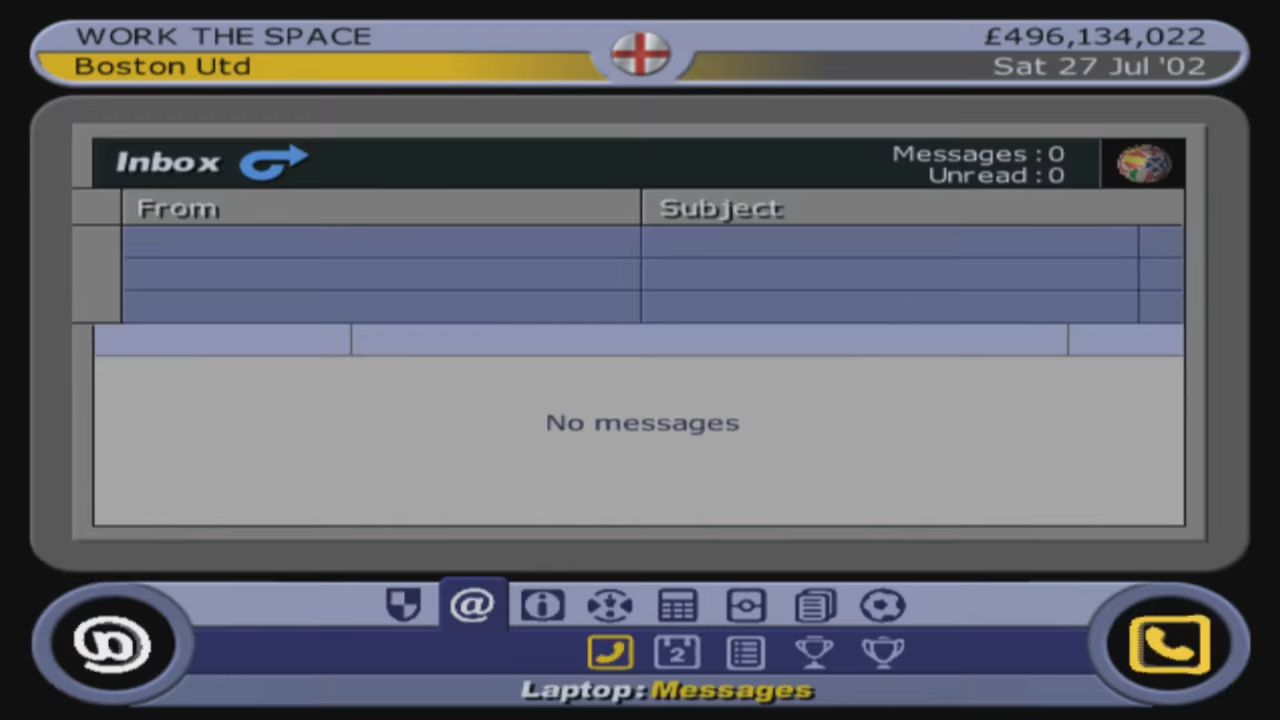 WORK THE SPACE
£496,134,022
Boston Utd
Sat 27 Jul '02
Inbox
Messages : 0
Unread : 0
From
Subject
No messages
@
2
Laptop: Messages